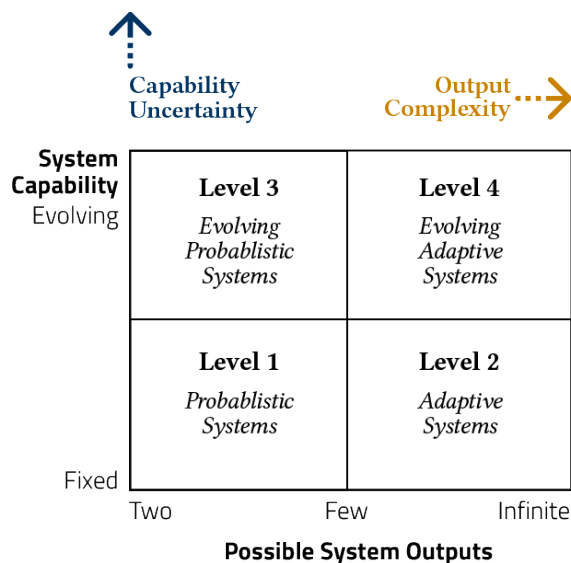 Capability
Uncertainty
Output
Complexity
System
Capability
Evolving
Level 3
Evolving
Probablistic
Systems
Level 4
Evolving
Adaptive
Systems
Level 1
Probablistic
Systems
Level 2
Adaptive
Systems
Fixed
Two
Few
Infinite
Possible System Outputs